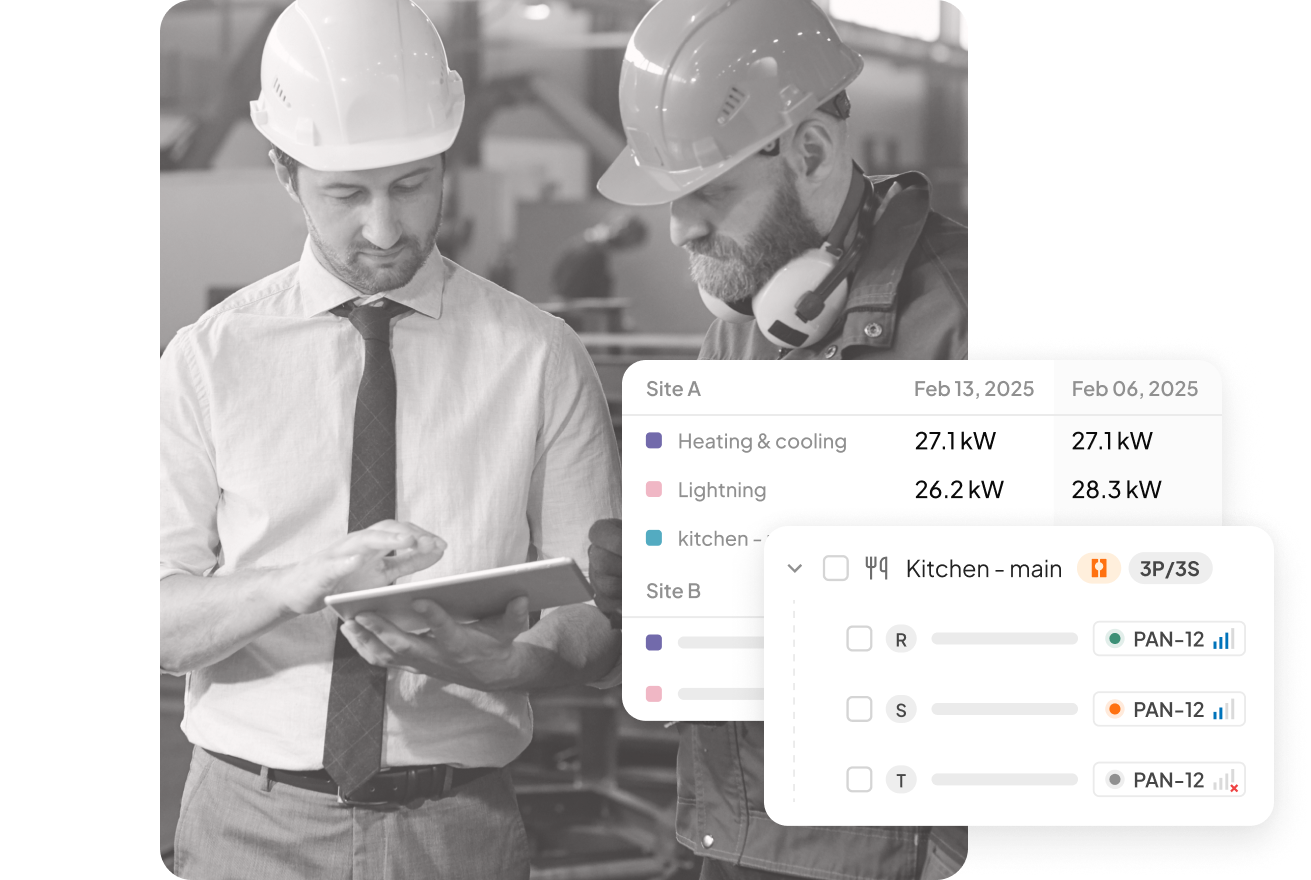 Site A Feb 13, 2025 Feb 06, 2025
Heating & cooling 27.1 kW 27.1 kW
Lightning 26.2 kW 28.3 kW
kitchen -
Site B
Kitchen - main 3P/3S
R PAN-12
S PAN-12
T PAN-12